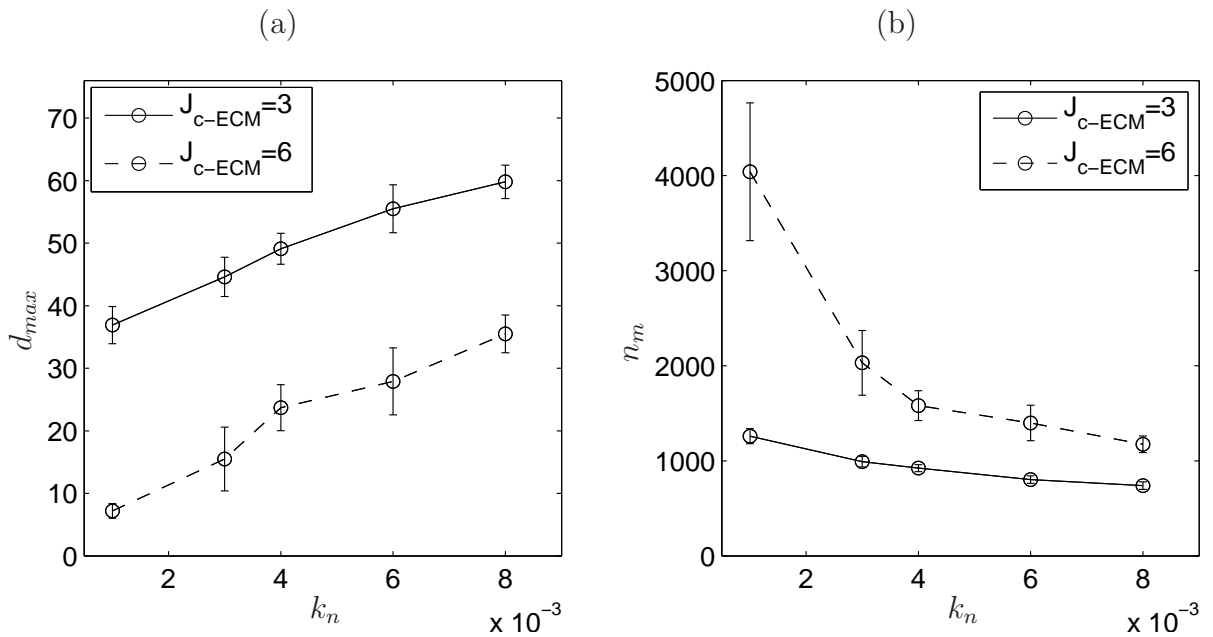 (a)
70
60
50
40
30
20
10
0
d_max
J_c−ECM=3
J_c−ECM=6
2 4 6 8
k_n
x 10^−3
(b)
5000
4000
3000
2000
1000
0
n_m
J_c−ECM=3
J_c−ECM=6
2 4 6 8
k_n
x 10^−3